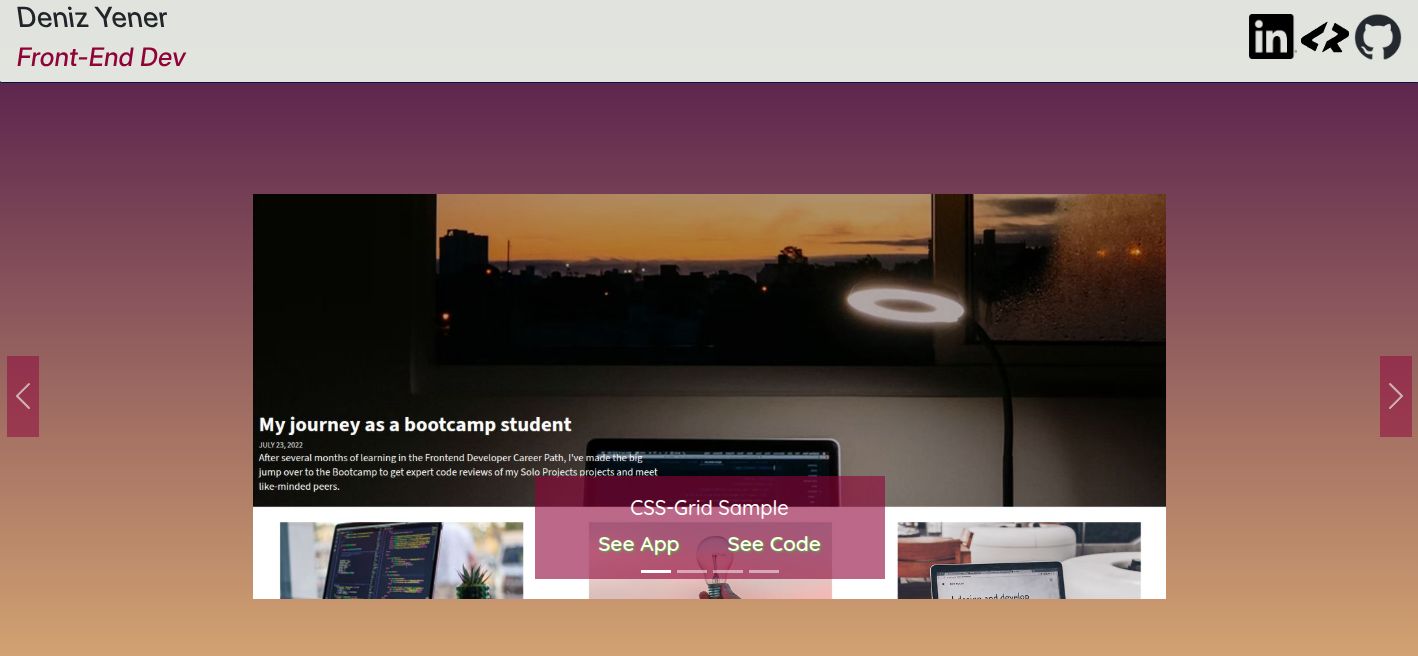 Deniz Yener
Front-End Dev
in
My journey as a bootcamp student
JULY 23, 2022
After several months of learning in the Frontend Developer Career Path, I've made the big
jump over to the Bootcamp to get expert code reviews of my Solo Projects projects and meet
like-minded peers.
CSS-Grid Sample
See App See Code
I design and develop